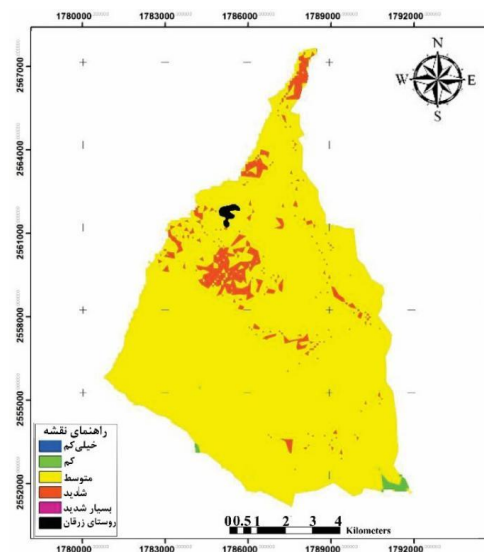 1780000 1783000 1786000 1789000 1792000
N
W E
S
2567000
2564000
2561000
2558000
2555000
2552000
راهنمای نقشه
خیلی کم
کم
متوسط
شدید
بسیار شدید
روستای زرقان
0 0.5 1 2 3 4
Kilometers
1780000 1783000 1786000 1789000 1792000